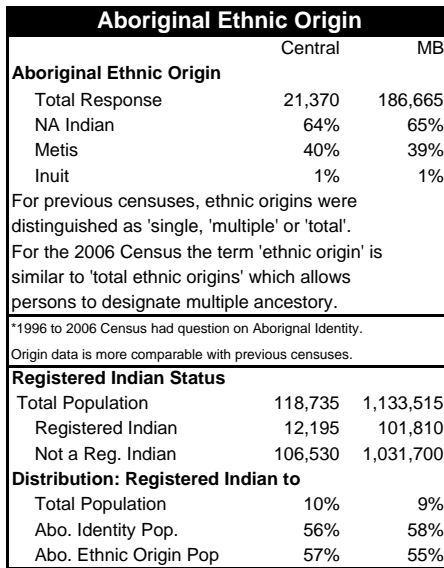 Aboriginal Ethnic Origin
Central MB
Aboriginal Ethnic Origin
Total Response 21,370 186,665
NA Indian 64% 65%
Metis 40% 39%
Inuit 1% 1%
For previous censuses, ethnic origins were
distinguished as 'single, 'multiple' or 'total'.
For the 2006 Census the term 'ethnic origin' is
similar to 'total ethnic origins' which allows
persons to designate multiple ancestory.
*1996 to 2006 Census had question on Aborignal Identity.
Origin data is more comparable with previous censuses.
Registered Indian Status
Total Population 118,735 1,133,515
Registered Indian 12,195 101,810
Not a Reg. Indian 106,530 1,031,700
Distribution: Registered Indian to
Total Population 10% 9%
Abo. Identity Pop. 56% 58%
Abo. Ethnic Origin Pop 57% 55%